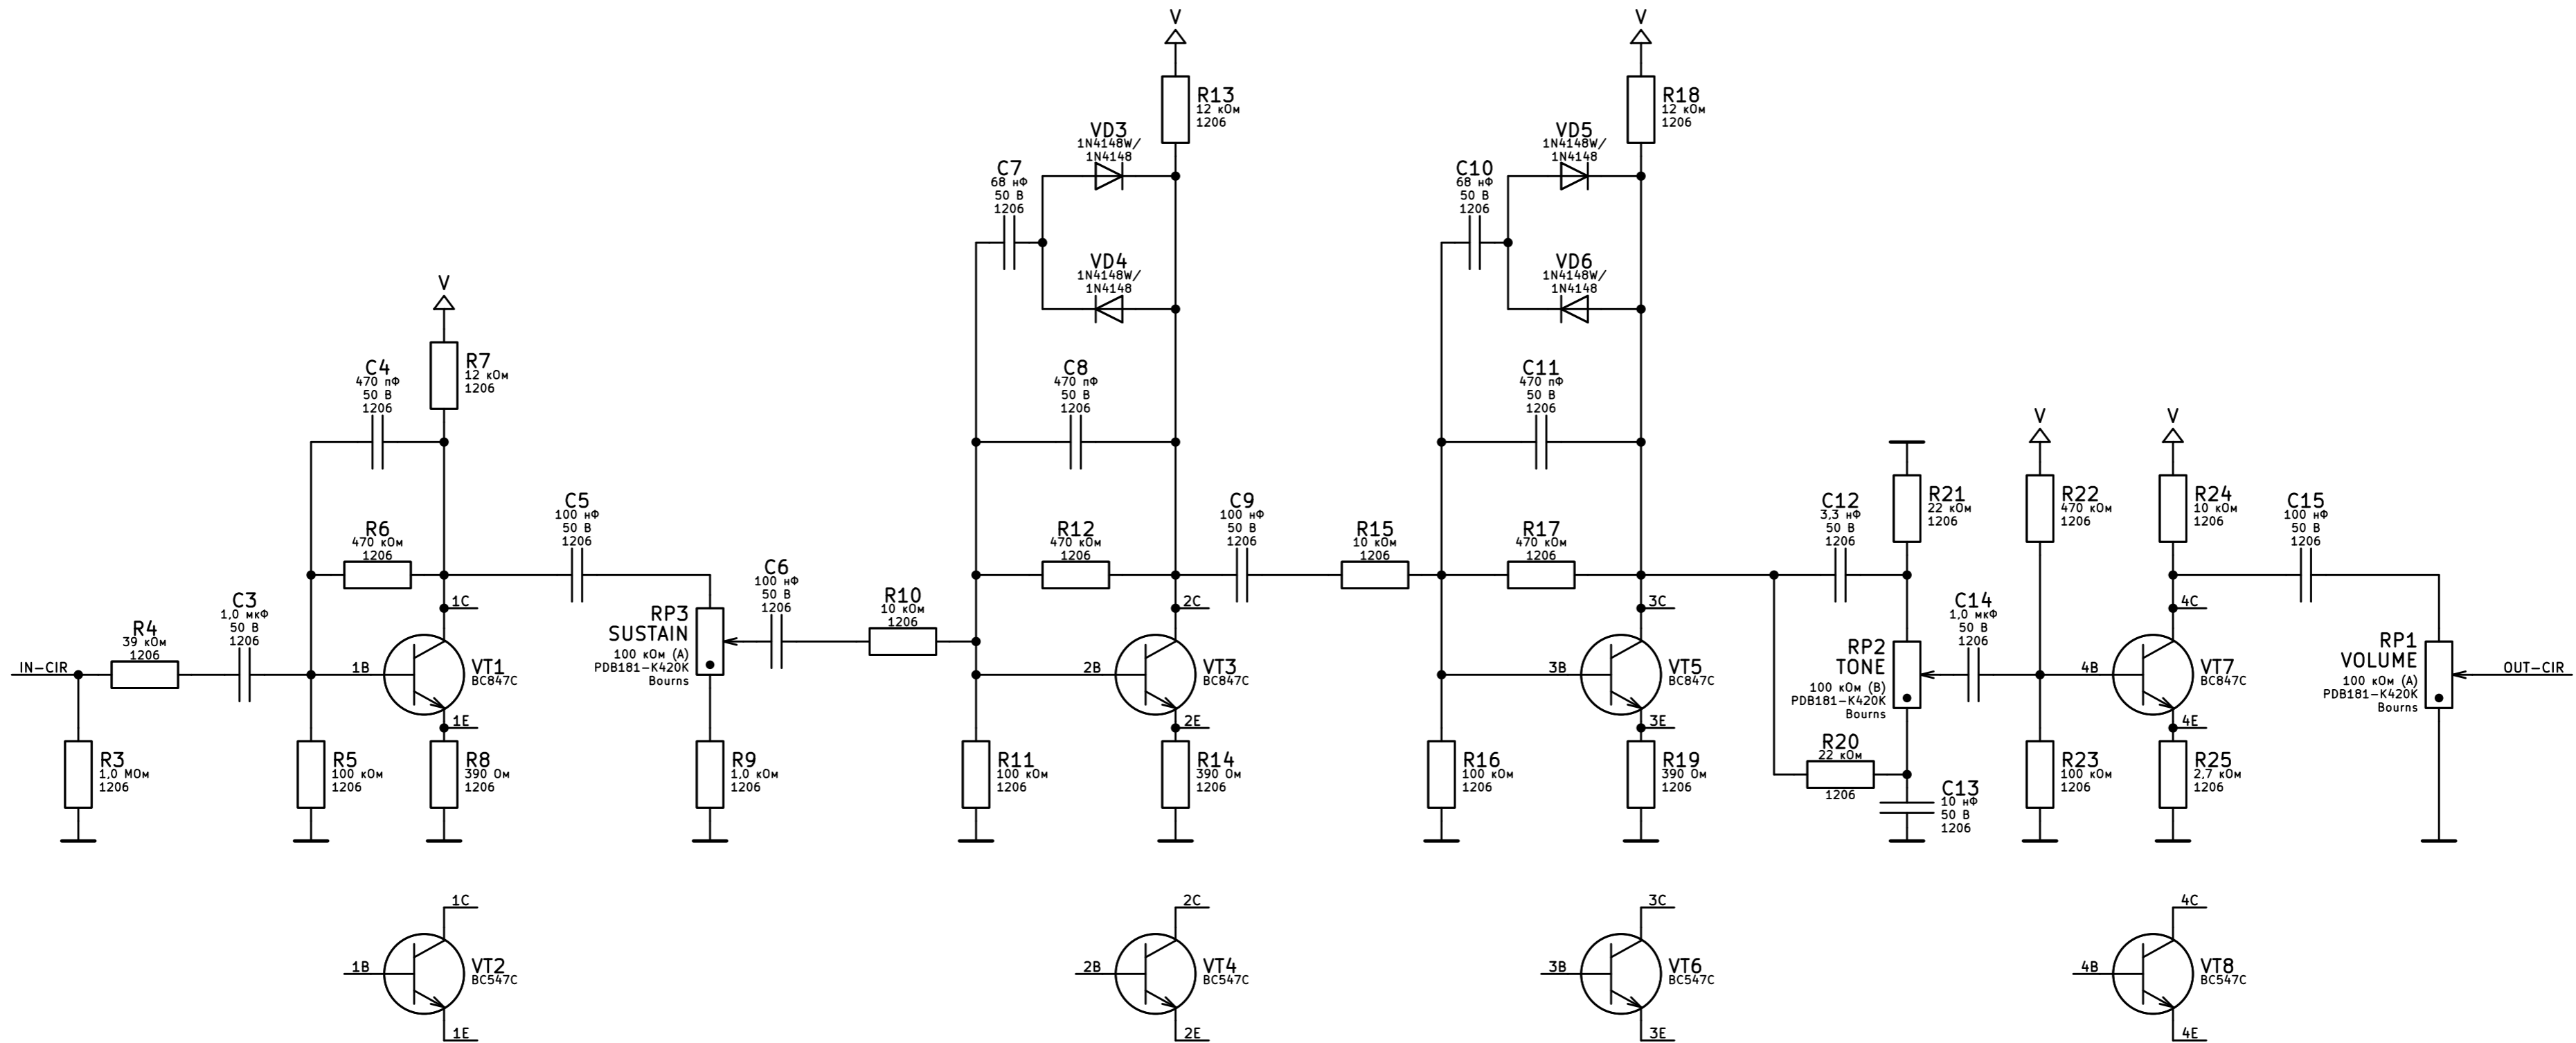 V
R13
12 кОм
1206
VD3
1N4148W/
1N4148
C7
68 нФ
50 В
1206
VD4
1N4148W/
1N4148
V
R18
12 кОм
1206
VD5
1N4148W/
1N4148
C10
68 нФ
50 В
1206
VD6
1N4148W/
1N4148
V
R7
12 кОм
1206
C4
470 пФ
50 В
1206
C8
470 пФ
50 В
1206
C11
470 пФ
50 В
1206
R6
470 кОм
1206
C5
100 нФ
50 В
1206
R12
470 кОм
1206
C9
100 нФ
50 В
1206
R15
10 кОм
1206
R17
470 кОм
1206
C12
3,3 нФ
50 В
1206
R21
22 кОм
1206
V
R22
470 кОм
1206
V
R24
10 кОм
1206
C15
100 нФ
50 В
1206
IN-CIR
R4
39 кОм
1206
C3
1,0 мкФ
50 В
1206
1B
1C
VT1
BC847C
1E
RP3
SUSTAIN
100 кОм (A)
PDB181-K420K
Bourns
C6
100 нФ
50 В
1206
R10
10 кОм
1206
2B
2C
VT3
BC847C
2E
3B
3C
VT5
BC847C
3E
RP2
TONE
100 кОм (B)
PDB181-K420K
Bourns
C14
1,0 мкФ
50 В
1206
4B
4C
VT7
BC847C
4E
RP1
VOLUME
100 кОм (A)
PDB181-K420K
Bourns
OUT-CIR
R3
1,0 МОм
1206
R5
100 кОм
1206
R8
390 Ом
1206
R9
1,0 кОм
1206
R11
100 кОм
1206
R14
390 Ом
1206
R16
100 кОм
1206
R19
390 Ом
1206
R20
22 кОм
1206
C13
10 нФ
50 В
1206
R23
100 кОм
1206
R25
2,7 кОм
1206
1C
1B
VT2
BC547C
1E
2C
2B
VT4
BC547C
2E
3C
3B
VT6
BC547C
3E
4C
4B
VT8
BC547C
4E